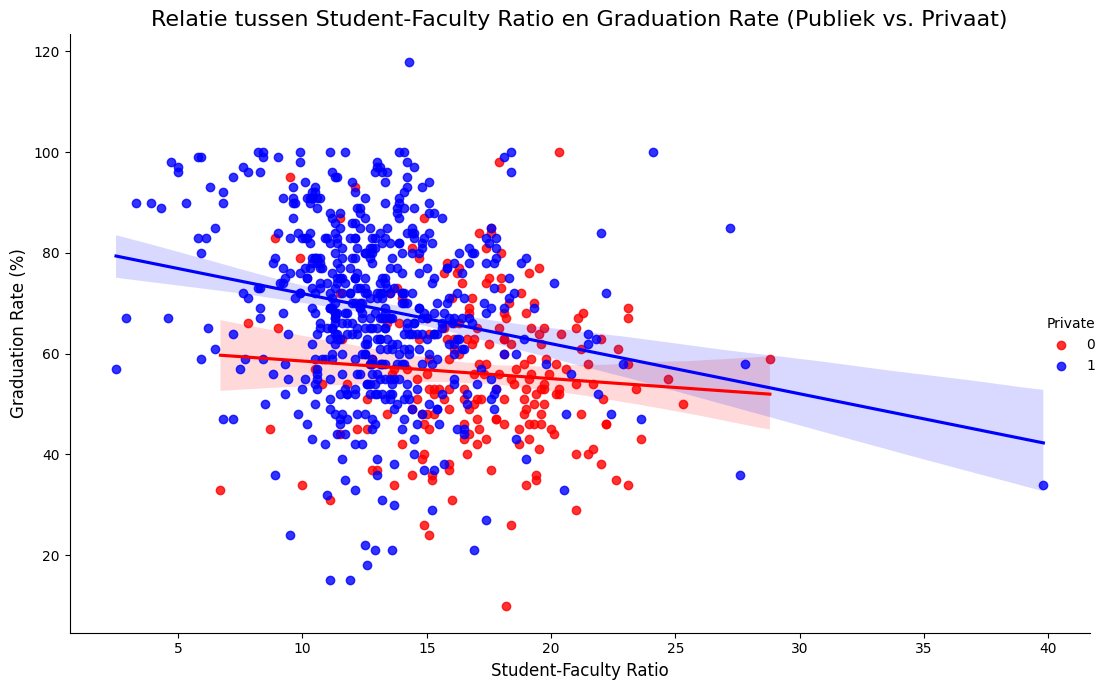 Relatie tussen Student-Faculty Ratio en Graduation Rate (Publiek vs. Privaat)
120
100
80
60
40
20
Graduation Rate (%)
Private
0
1
5 10 15 20 25 30 35 40
Student-Faculty Ratio